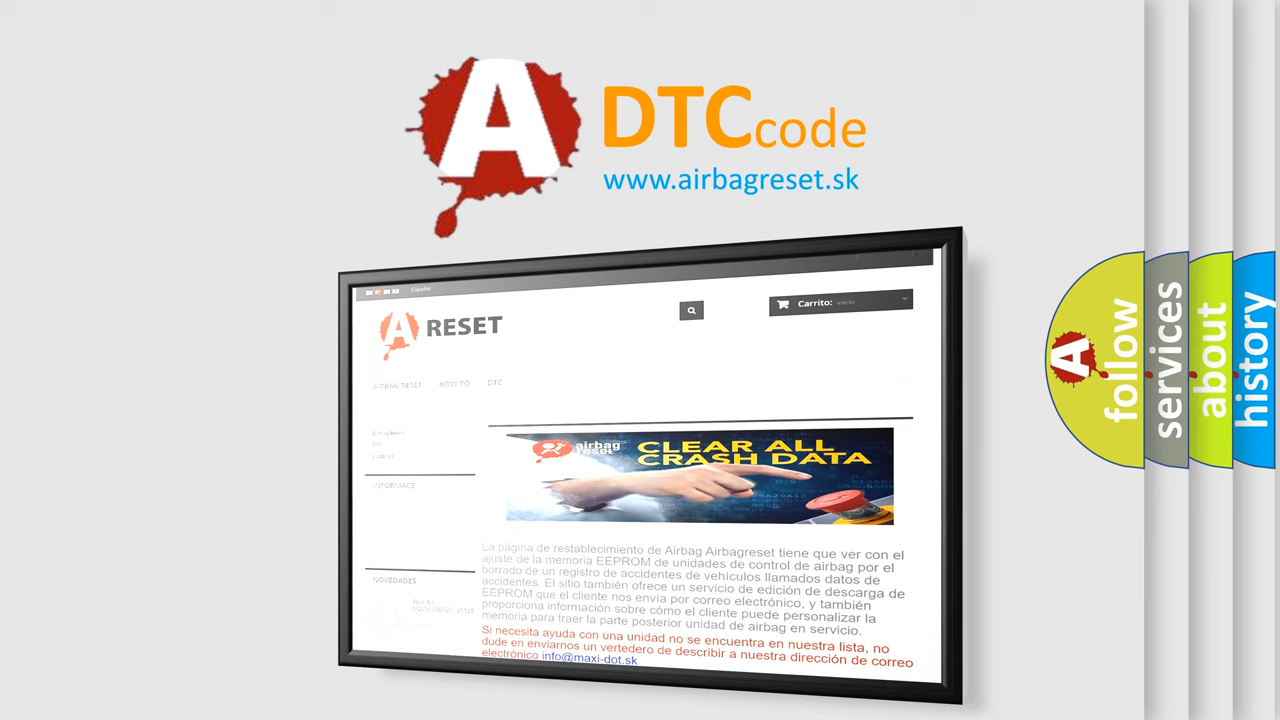 A DTCcode
www.airbagreset.sk
Español
A RESET
Carrito: vacío
AIRBAG RESET HOW TO DTC
INFORMACE
airbag reset
CLEAR ALL
CRASH DATA
La página de restablecimiento de Airbag Airbagreset tiene que ver con el
ajuste de la memoria EEPROM de unidades de control de airbag por el
borrado de un registro de accidentes de vehículos llamados datos de
accidentes. El sitio también ofrece un servicio de edición de descarga de
EEPROM que el cliente nos envía por correo electrónico, y también
proporciona información sobre cómo el cliente puede personalizar la
memoria para traer la parte posterior unidad de airbag en servicio.
Si necesita ayuda con una unidad no se encuentra en nuestra lista, no
dude en enviarnos un vertedero de describir a nuestra dirección de correo
electrónico info@maxi-dot.sk
NOVEDADES
A follow
services
about
history